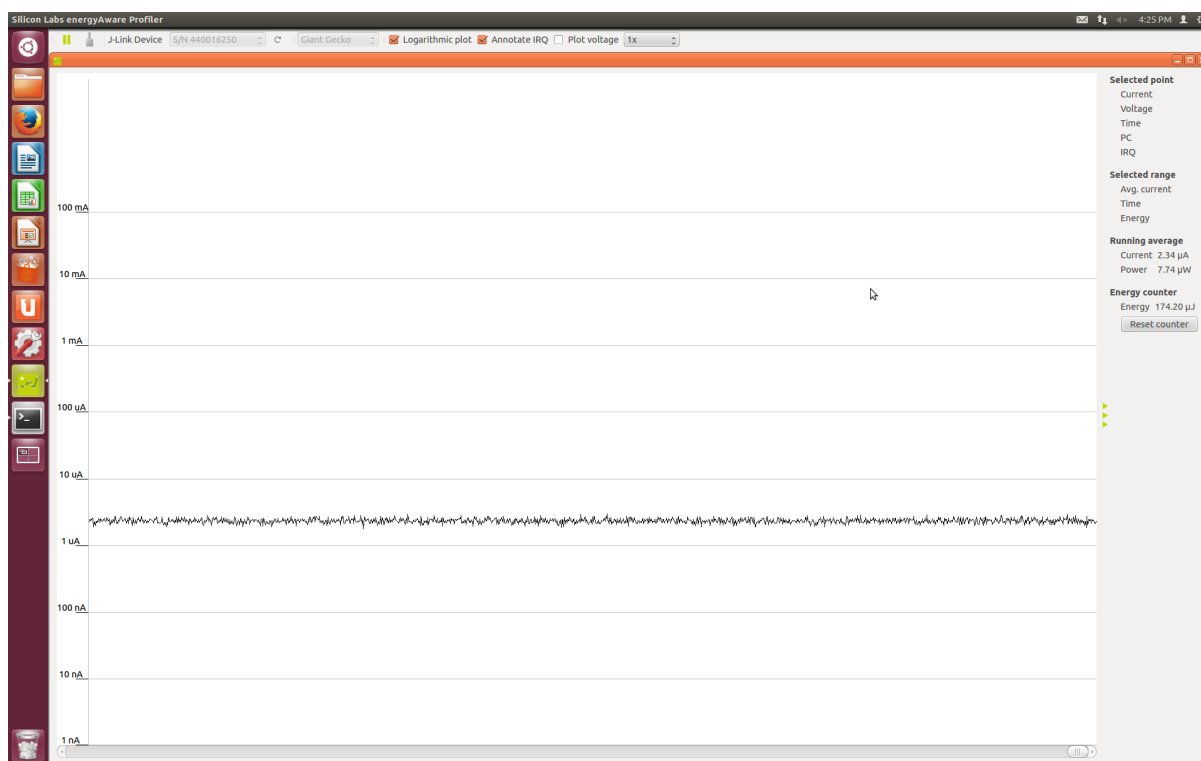 Silicon Labs energyAware Profiler
4:25 PM
J-Link Device S/N 440016250 Giant Gecko Logarithmic plot Annotate IRQ Plot voltage 1x
100 mA
10 mA
1 mA
100 uA
10 uA
1 uA
100 nA
10 nA
1 nA
Selected point
Current
Voltage
Time
PC
IRQ
Selected range
Avg. current
Time
Energy
Running average
Current 2.34 µA
Power 7.74 µW
Energy counter
Energy 174.20 µJ
Reset counter